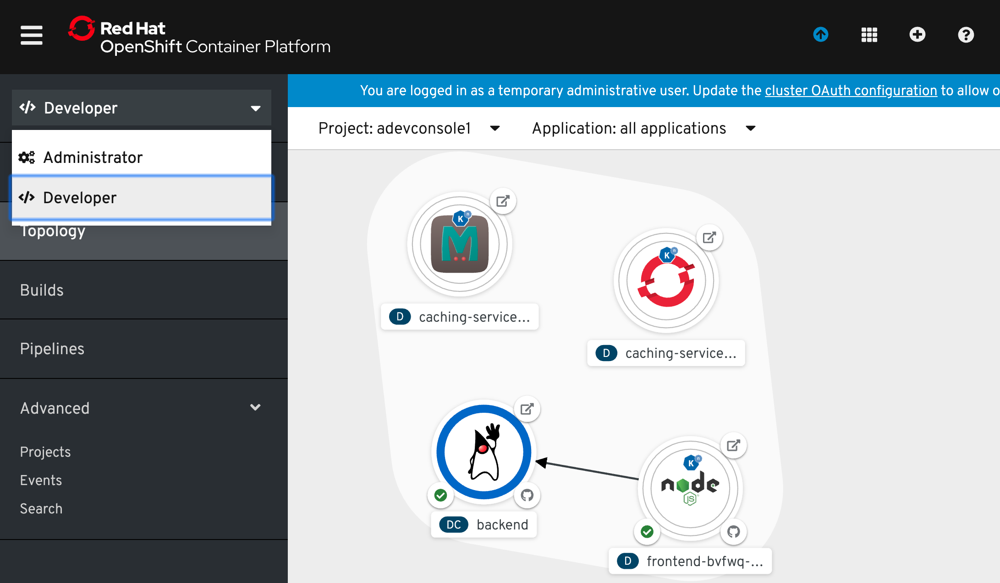 Red Hat
OpenShift Container Platform
You are logged in as a temporary administrative user. Update the cluster OAuth configuration to allow o
Developer
Project: adevconsole1
Application: all applications
Administrator
Developer
Topology
Builds
Pipelines
Advanced
Projects
Events
Search
K n
M
D caching-service...
K n
D caching-service...
DC backend
K n
node
JS
D frontend-bvfwq-...